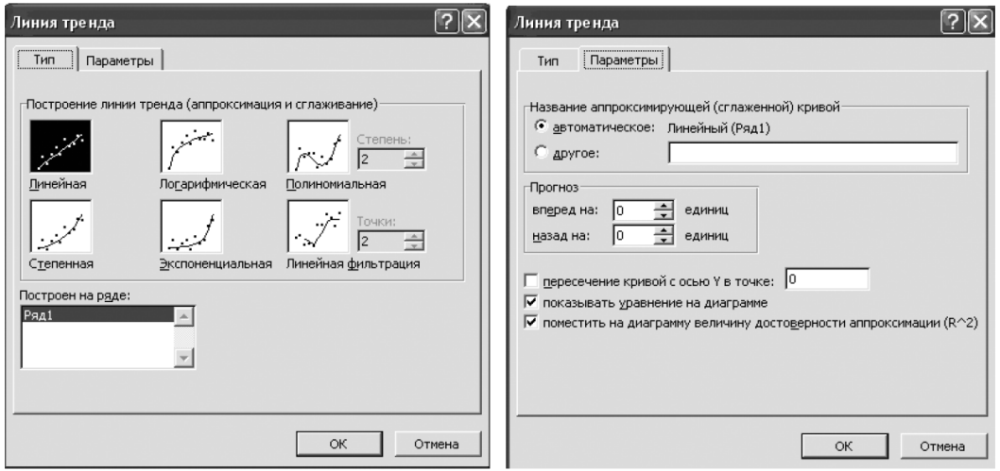 Линия тренда
Тип
Параметры
Построение линии тренда (аппроксимация и сглаживание)
Линейная
Логарифмическая
Полиномиальная
Степень:
2
Степенная
Экспоненциальная
Линейная фильтрация
Точки:
2
Построен на ряде:
Ряд1
ОК
Отмена
Линия тренда
Тип
Параметры
Название аппроксимирующей (сглаженной) кривой
автоматическое: Линейный (Ряд1)
другое:
Прогноз
вперед на: 0 единиц
назад на: 0 единиц
пересечение кривой с осью Y в точке: 0
показывать уравнение на диаграмме
поместить на диаграмму величину достоверности аппроксимации (R^2)
ОК
Отмена